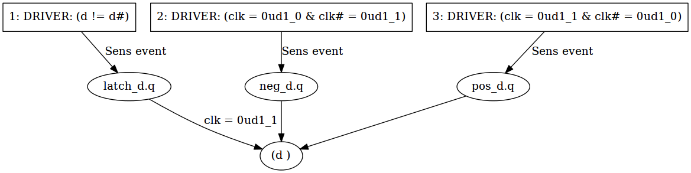 1: DRIVER: (d != d#)
2: DRIVER: (clk = 0ud1_0 & clk# = 0ud1_1)
3: DRIVER: (clk = 0ud1_1 & clk# = 0ud1_0)
Sens event
Sens event
Sens event
latch_d.q
neg_d.q
pos_d.q
clk = 0ud1_1
(d )